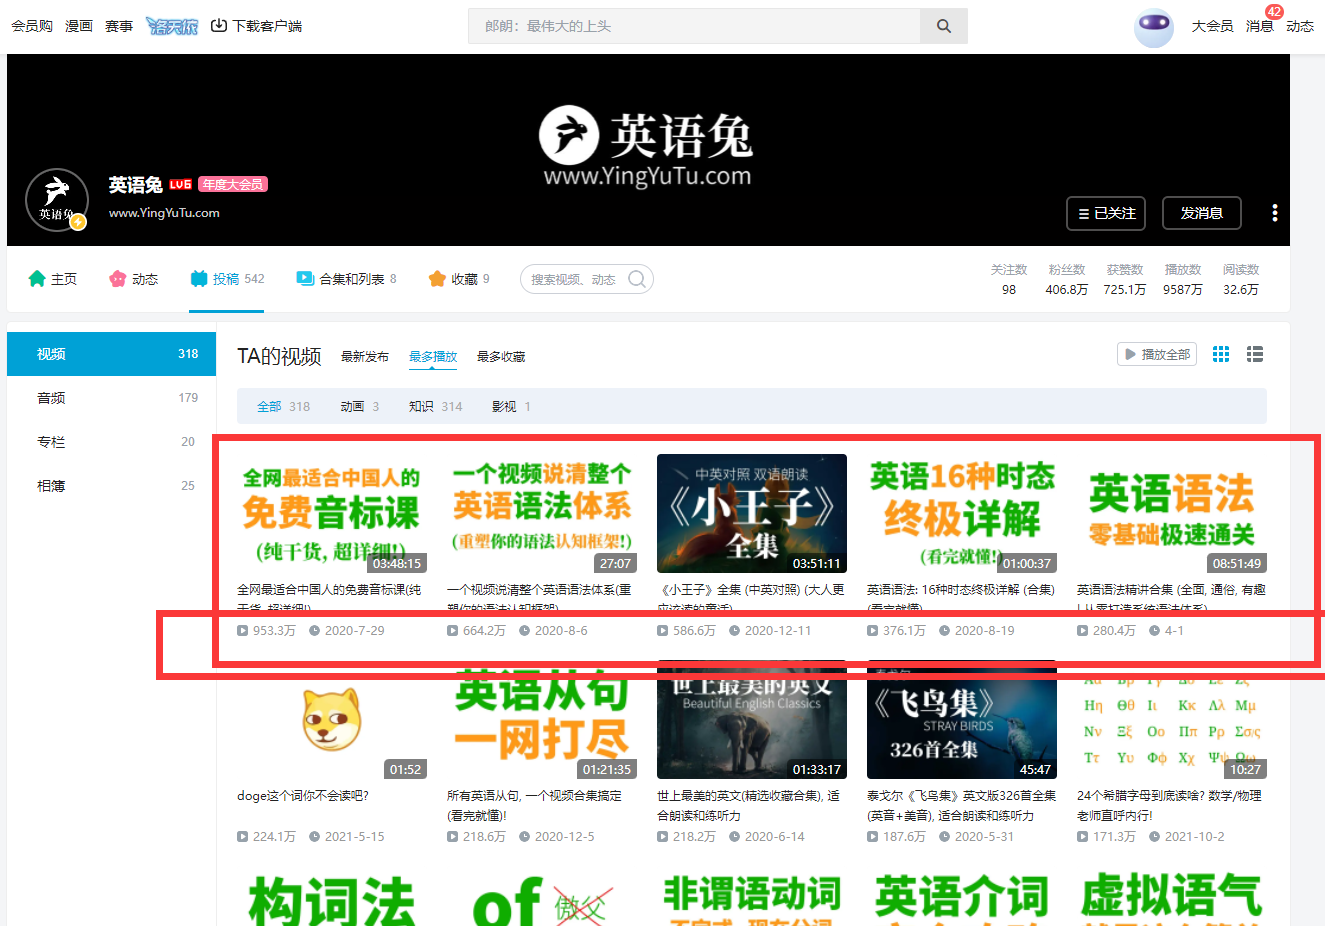 会员购 漫画 赛事 洛天依 下载客户端
郎朗：最伟大的上头
大会员 消息 42 动态
英语兔
www.YingYuTu.com
英语兔
英语兔 LV6 年度大会员
www.YingYuTu.com
已关注 发消息
主页 动态 投稿 542 合集和列表 8 收藏 9 搜索视频、动态
关注数 粉丝数 获赞数 播放数 阅读数
98 406.8万 725.1万 9587万 32.6万
视频 318
音频 179
专栏 20
相簿 25
TA的视频 最新发布 最多播放 最多收藏 播放全部
全部 318 动画 3 知识 314 影视 1
全网最适合中国人的
免费音标课
(纯干货, 超详细!)
03:48:15
全网最适合中国人的免费音标课(纯
干货, 超详细!)
953.3万 2020-7-29
一个视频说清整个
英语语法体系
(重塑你的语法认知框架!)
27:07
一个视频说清整个英语语法体系(重
塑你的语法认知框架)
664.2万 2020-8-6
中英对照 双语朗读
《小王子》
全集
03:51:11
《小王子》全集 (中英对照) (大人更
应该读的童话)
586.6万 2020-12-11
英语16种时态
终极详解
(看完就懂!)
01:00:37
英语语法: 16种时态终极详解 (合集)
(看完就懂)
376.1万 2020-8-19
英语语法
零基础极速通关
08:51:49
英语语法精讲合集 (全面, 通俗, 有趣
| 从零打造系统语法体系)
280.4万 4-1
01:52
doge这个词你不会读吧?
224.1万 2021-5-15
英语从句
一网打尽
01:21:35
所有英语从句, 一个视频合集搞定
(看完就懂)!
218.6万 2020-12-5
世上最美的英文
Beautiful English Classics
01:33:17
世上最美的英文(精选收藏合集), 适
合朗读和练听力
218.2万 2020-6-14
泰戈尔
《飞鸟集》
STRAY BIRDS
326首全集
45:47
泰戈尔《飞鸟集》英文版326首全集
(英音+美音), 适合朗读和练听力
187.6万 2020-5-31
Αα Ββ Γγ Δδ Εε Ζζ
Ηη Θθ Ιι Κκ Λλ Μμ
Νν Ξξ Οο Ππ Ρρ Σσς
Ττ Υυ Φφ Χχ Ψψ Ωω
10:27
24个希腊字母到底读啥? 数学/物理
老师直呼内行!
171.3万 2021-10-2
构词法
of 傲父
非谓语动词
英语介词
虚拟语气